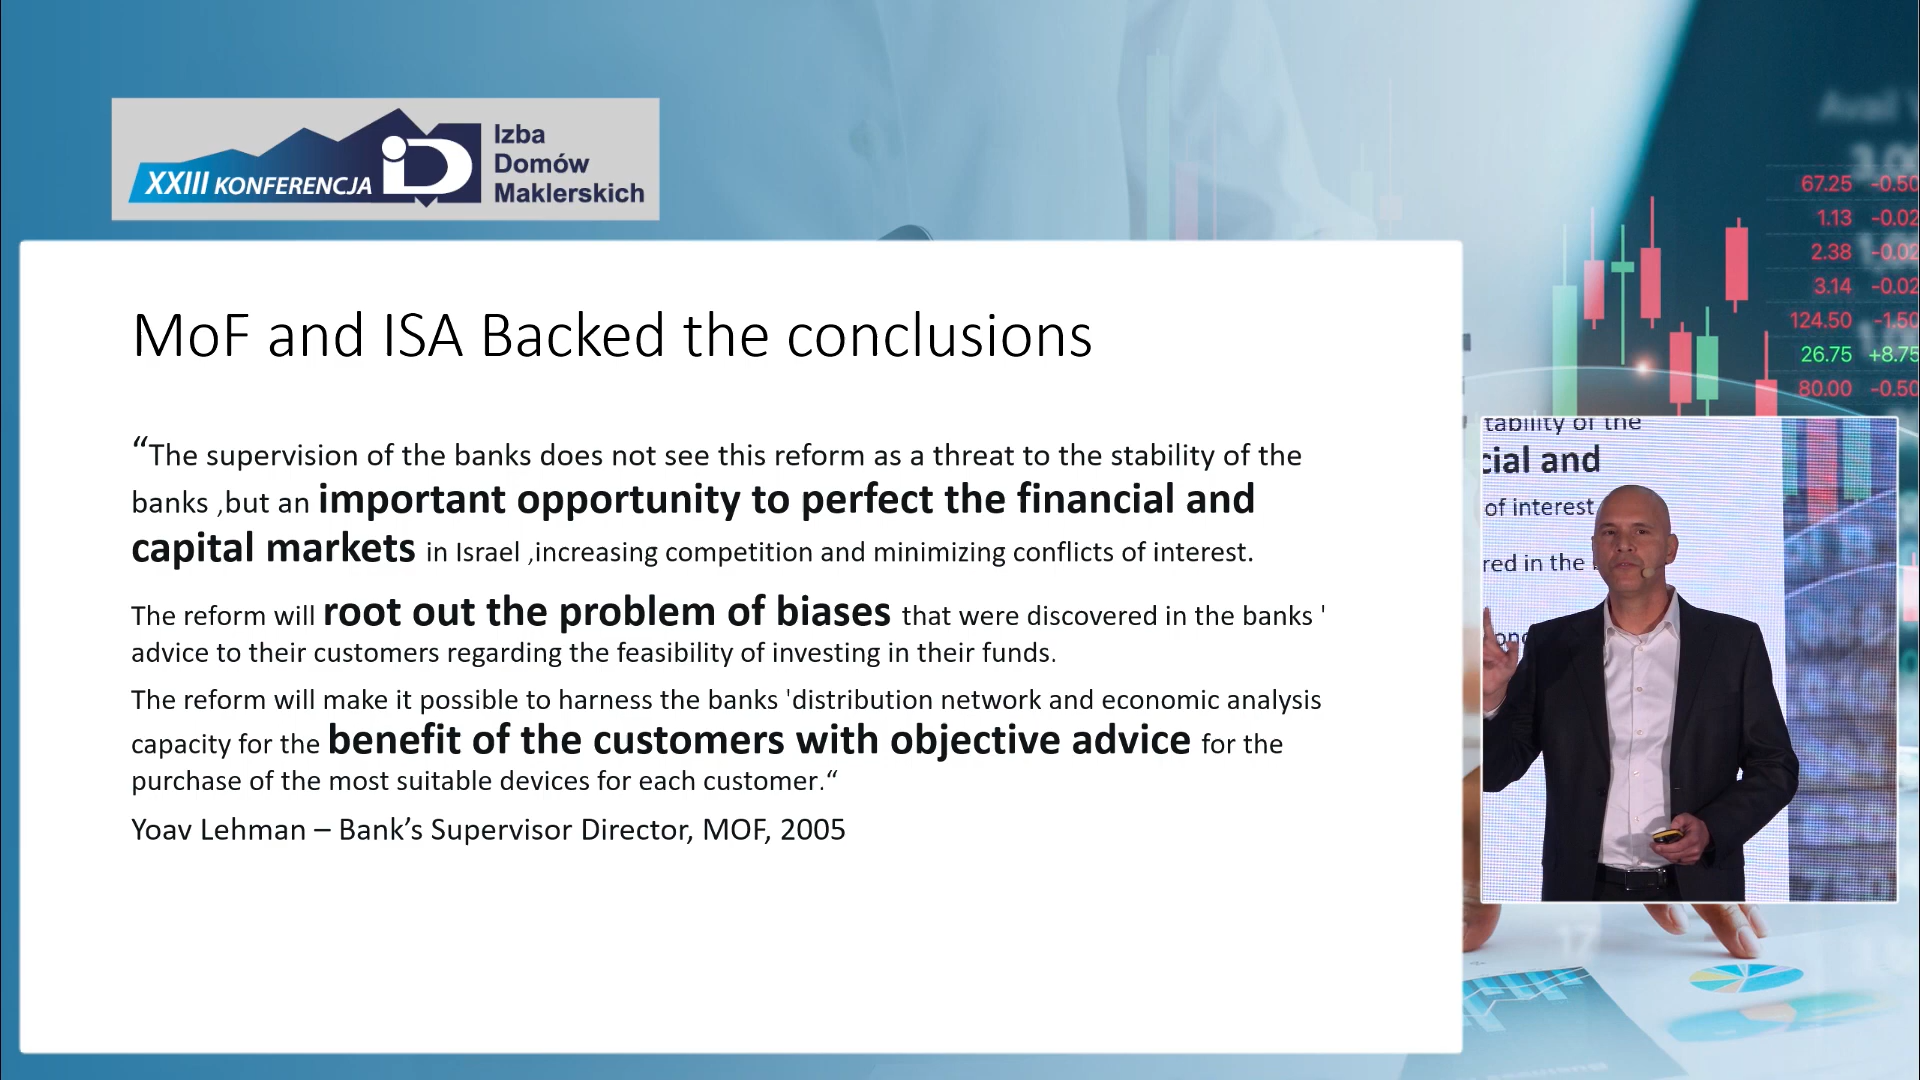 XXIII KONFERENCJA
iD
Izba
Domów
Maklerskich
MoF and ISA Backed the conclusions
“The supervision of the banks does not see this reform as a threat to the stability of the
banks ,but an important opportunity to perfect the financial and
capital markets in Israel ,increasing competition and minimizing conflicts of interest.
The reform will root out the problem of biases that were discovered in the banks '
advice to their customers regarding the feasibility of investing in their funds.
The reform will make it possible to harness the banks 'distribution network and economic analysis
capacity for the benefit of the customers with objective advice for the
purchase of the most suitable devices for each customer.“
Yoav Lehman – Bank’s Supervisor Director, MOF, 2005
Avail
3.00
67.25 -0.50
1.13 -0.02
2.38 -0.02
3.14 -0.02
124.50 -1.50
26.75 +8.75
80.00 -0.50
tability of the
cial and
of interest
red in the